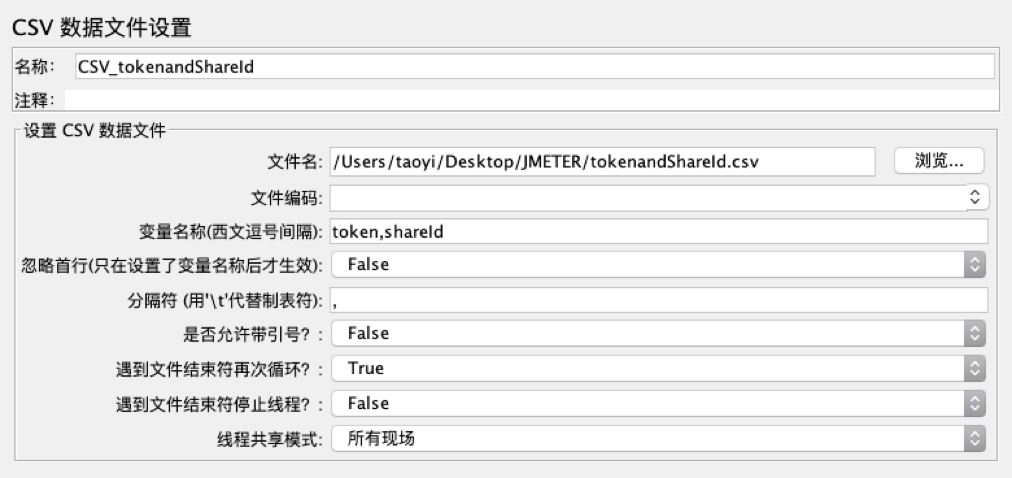 CSV 数据文件设置
名称： CSV_tokenandShareId
注释：
设置 CSV 数据文件
文件名: /Users/taoyi/Desktop/JMETER/tokenandShareId.csv 浏览...
文件编码:
变量名称(西文逗号间隔): token,shareId
忽略首行(只在设置了变量名称后才生效): False
分隔符 (用'\t'代替制表符): ,
是否允许带引号? : False
遇到文件结束符再次循环? : True
遇到文件结束符停止线程? : False
线程共享模式: 所有现场